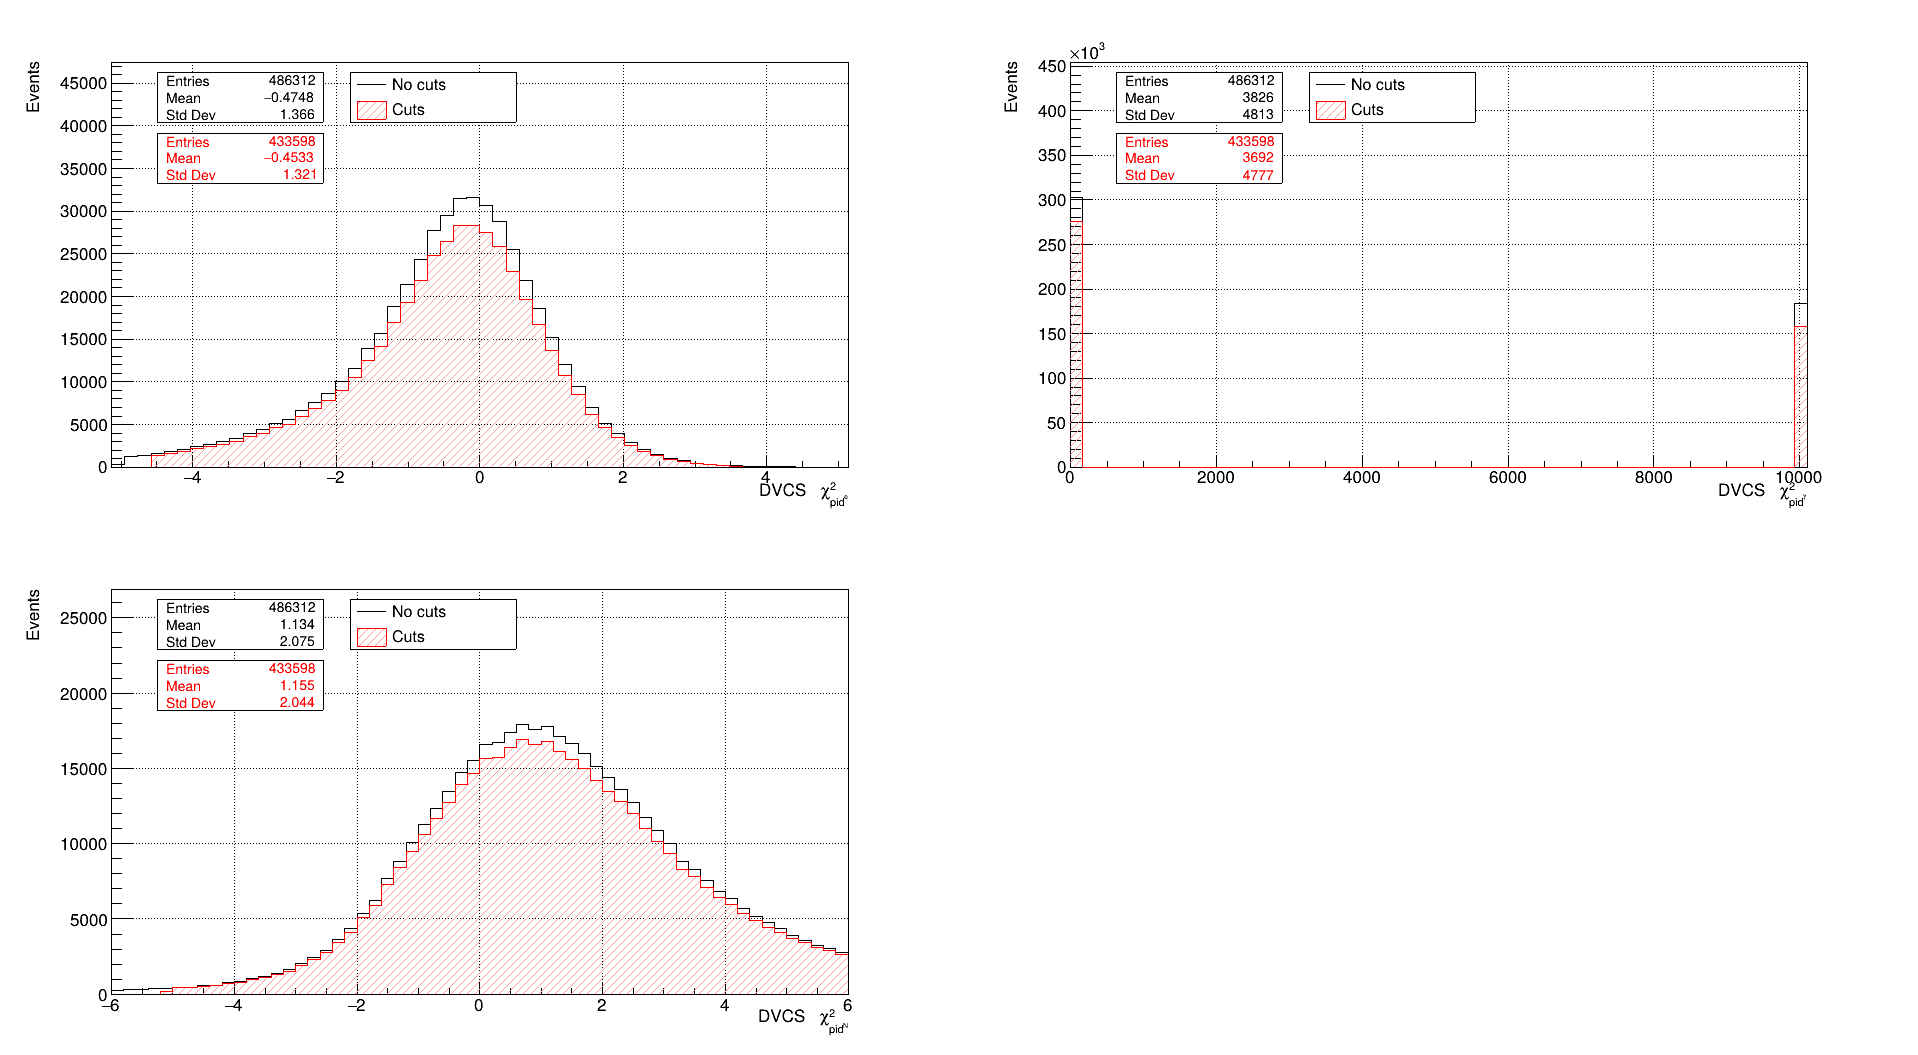 Events
45000
40000
35000
30000
25000
20000
15000
10000
5000
0
Entries 486312
Mean −0.4748
Std Dev 1.366
Entries 433598
Mean −0.4533
Std Dev 1.321
No cuts
Cuts
−4 −2 0 2 4
DVCS χ²pidᵉ
Events
×10³
450
400
350
300
250
200
150
100
50
0
Entries 486312
Mean 3826
Std Dev 4813
Entries 433598
Mean 3692
Std Dev 4777
No cuts
Cuts
0 2000 4000 6000 8000 10000
DVCS χ²pidᵞ
Events
25000
20000
15000
10000
5000
0
Entries 486312
Mean 1.134
Std Dev 2.075
Entries 433598
Mean 1.155
Std Dev 2.044
No cuts
Cuts
−6 −4 −2 0 2 4 6
DVCS χ²pidᴺ